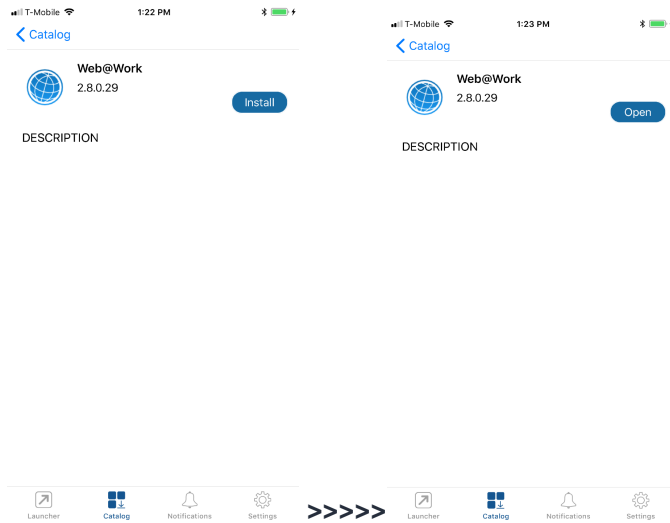 T-Mobile 1:22 PM
Catalog
Web@Work
2.8.0.29
Install
DESCRIPTION
Launcher Catalog Notifications Settings
>>>>>
T-Mobile 1:23 PM
Catalog
Web@Work
2.8.0.29
Open
DESCRIPTION
Launcher Catalog Notifications Settings